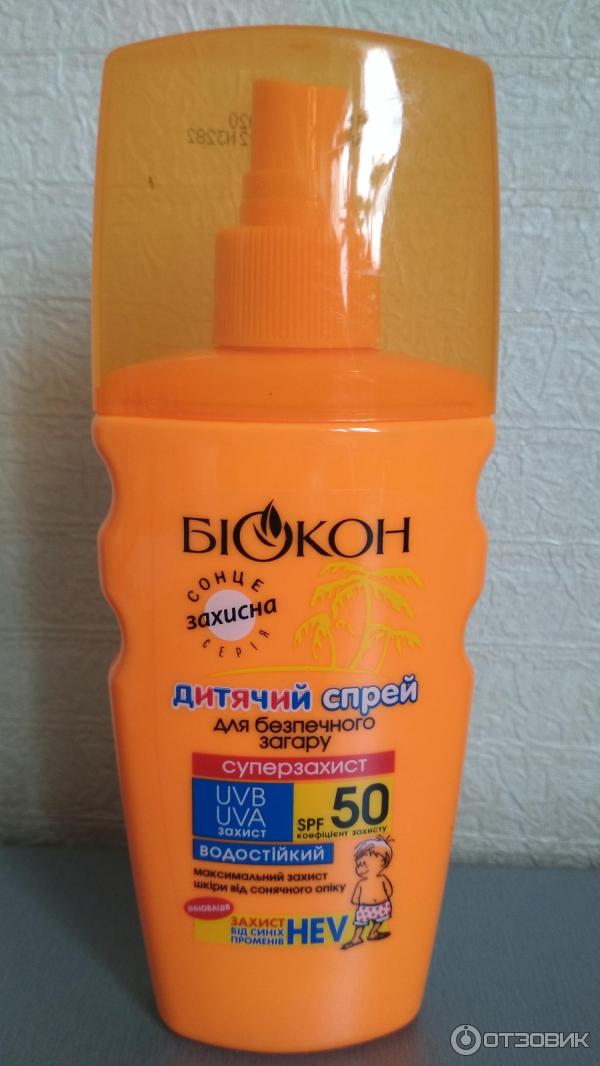 БІОКОН
СОНЦЕ
захисна
СЕРІЯ
дитячий спрей
для безпечного
загару
суперзахист
UVB
UVA
захист
SPF 50
коефіцієнт захисту
водостійкий
максимальний захист
шкіри від сонячного опіку
ІННОВАЦІЯ
ЗАХИСТ
ВІД СИНІХ
ПРОМЕНІВ
HEV
ОТЗОВИК